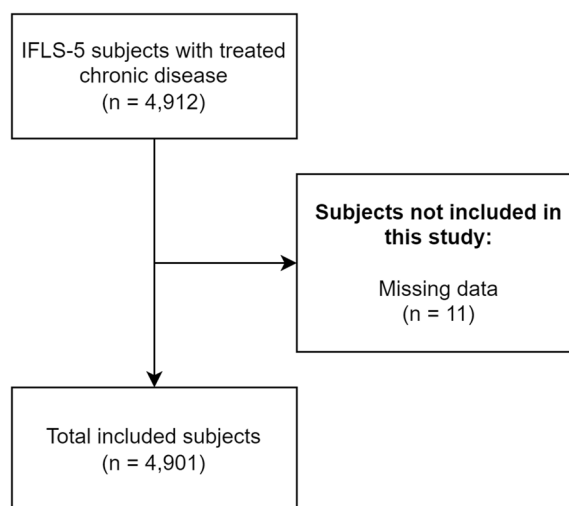 IFLS-5 subjects with treated
chronic disease
(n = 4,912)
Subjects not included in
this study:
Missing data
(n = 11)
Total included subjects
(n = 4,901)